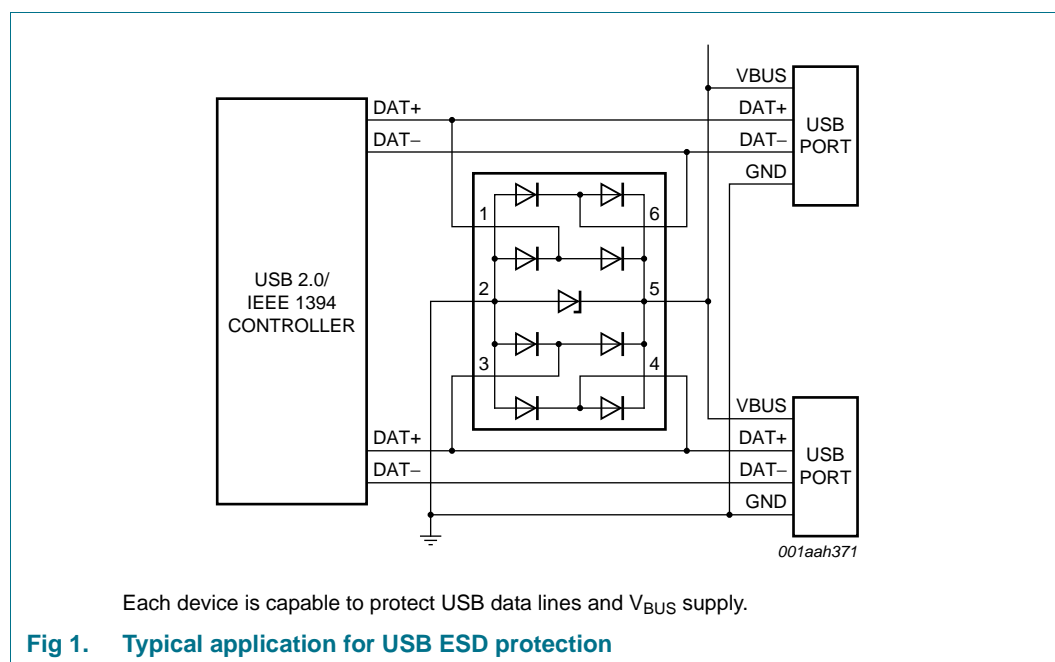 VBUS
DAT+
DAT+
DAT−
DAT−
USB
PORT
GND
1
6
USB 2.0/
IEEE 1394
CONTROLLER
2
5
3
4
VBUS
DAT+
DAT+
DAT−
DAT−
USB
PORT
GND
001aah371
Each device is capable to protect USB data lines and VBUS supply.
Fig 1. Typical application for USB ESD protection